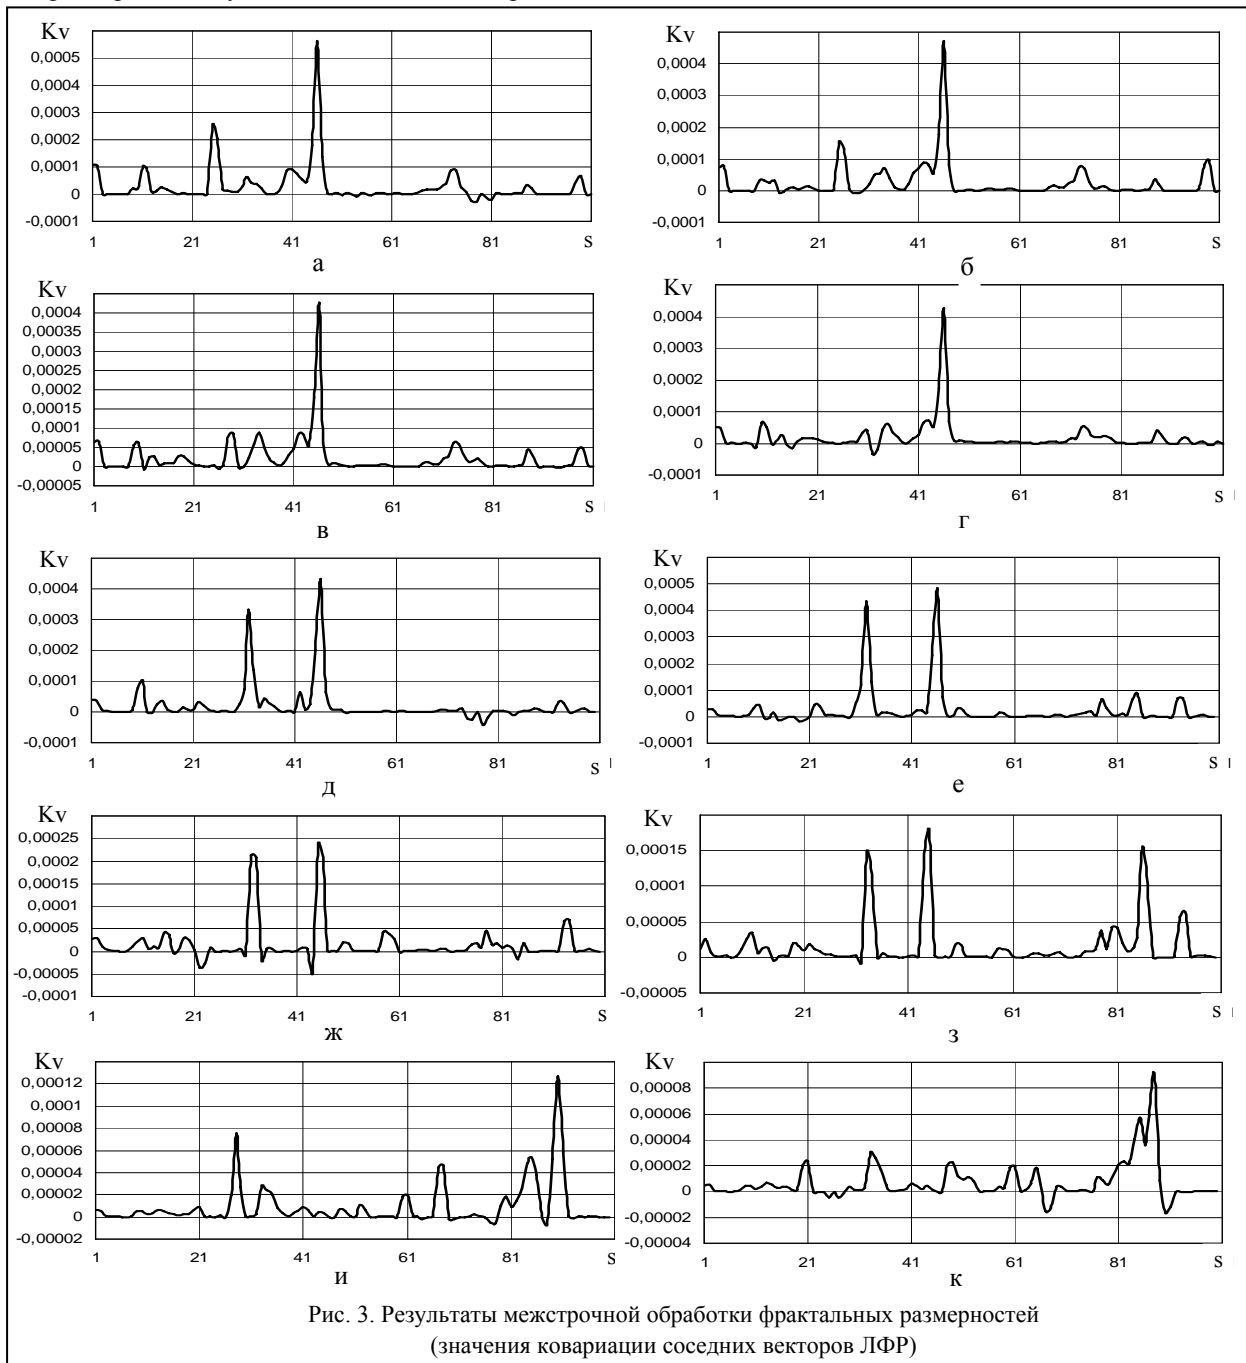 Kv
0,0005
0,0004
0,0003
0,0002
0,0001
0
-0,0001
1 21 41 61 81 S
а
Kv
0,0004
0,0003
0,0002
0,0001
0
-0,0001
1 21 41 61 81 S
б
Kv
0,0004
0,00035
0,0003
0,00025
0,0002
0,00015
0,0001
0,00005
0
-0,00005
1 21 41 61 81 S
в
Kv
0,0004
0,0003
0,0002
0,0001
0
-0,0001
1 21 41 61 81 S
г
Kv
0,0004
0,0003
0,0002
0,0001
0
-0,0001
1 21 41 61 81 S
д
Kv
0,0005
0,0004
0,0003
0,0002
0,0001
0
-0,0001
1 21 41 61 81 S
е
Kv
0,00025
0,0002
0,00015
0,0001
0,00005
0
-0,00005
-0,0001
1 21 41 61 81 S
ж
Kv
0,00015
0,0001
0,00005
0
-0,00005
1 21 41 61 81 S
з
Kv
0,00012
0,0001
0,00008
0,00006
0,00004
0,00002
0
-0,00002
1 21 41 61 81 S
и
Kv
0,00008
0,00006
0,00004
0,00002
0
-0,00002
-0,00004
1 21 41 61 81 S
к
Рис. 3. Результаты межстрочной обработки фрактальных размерностей
(значения ковариации соседних векторов ЛФР)